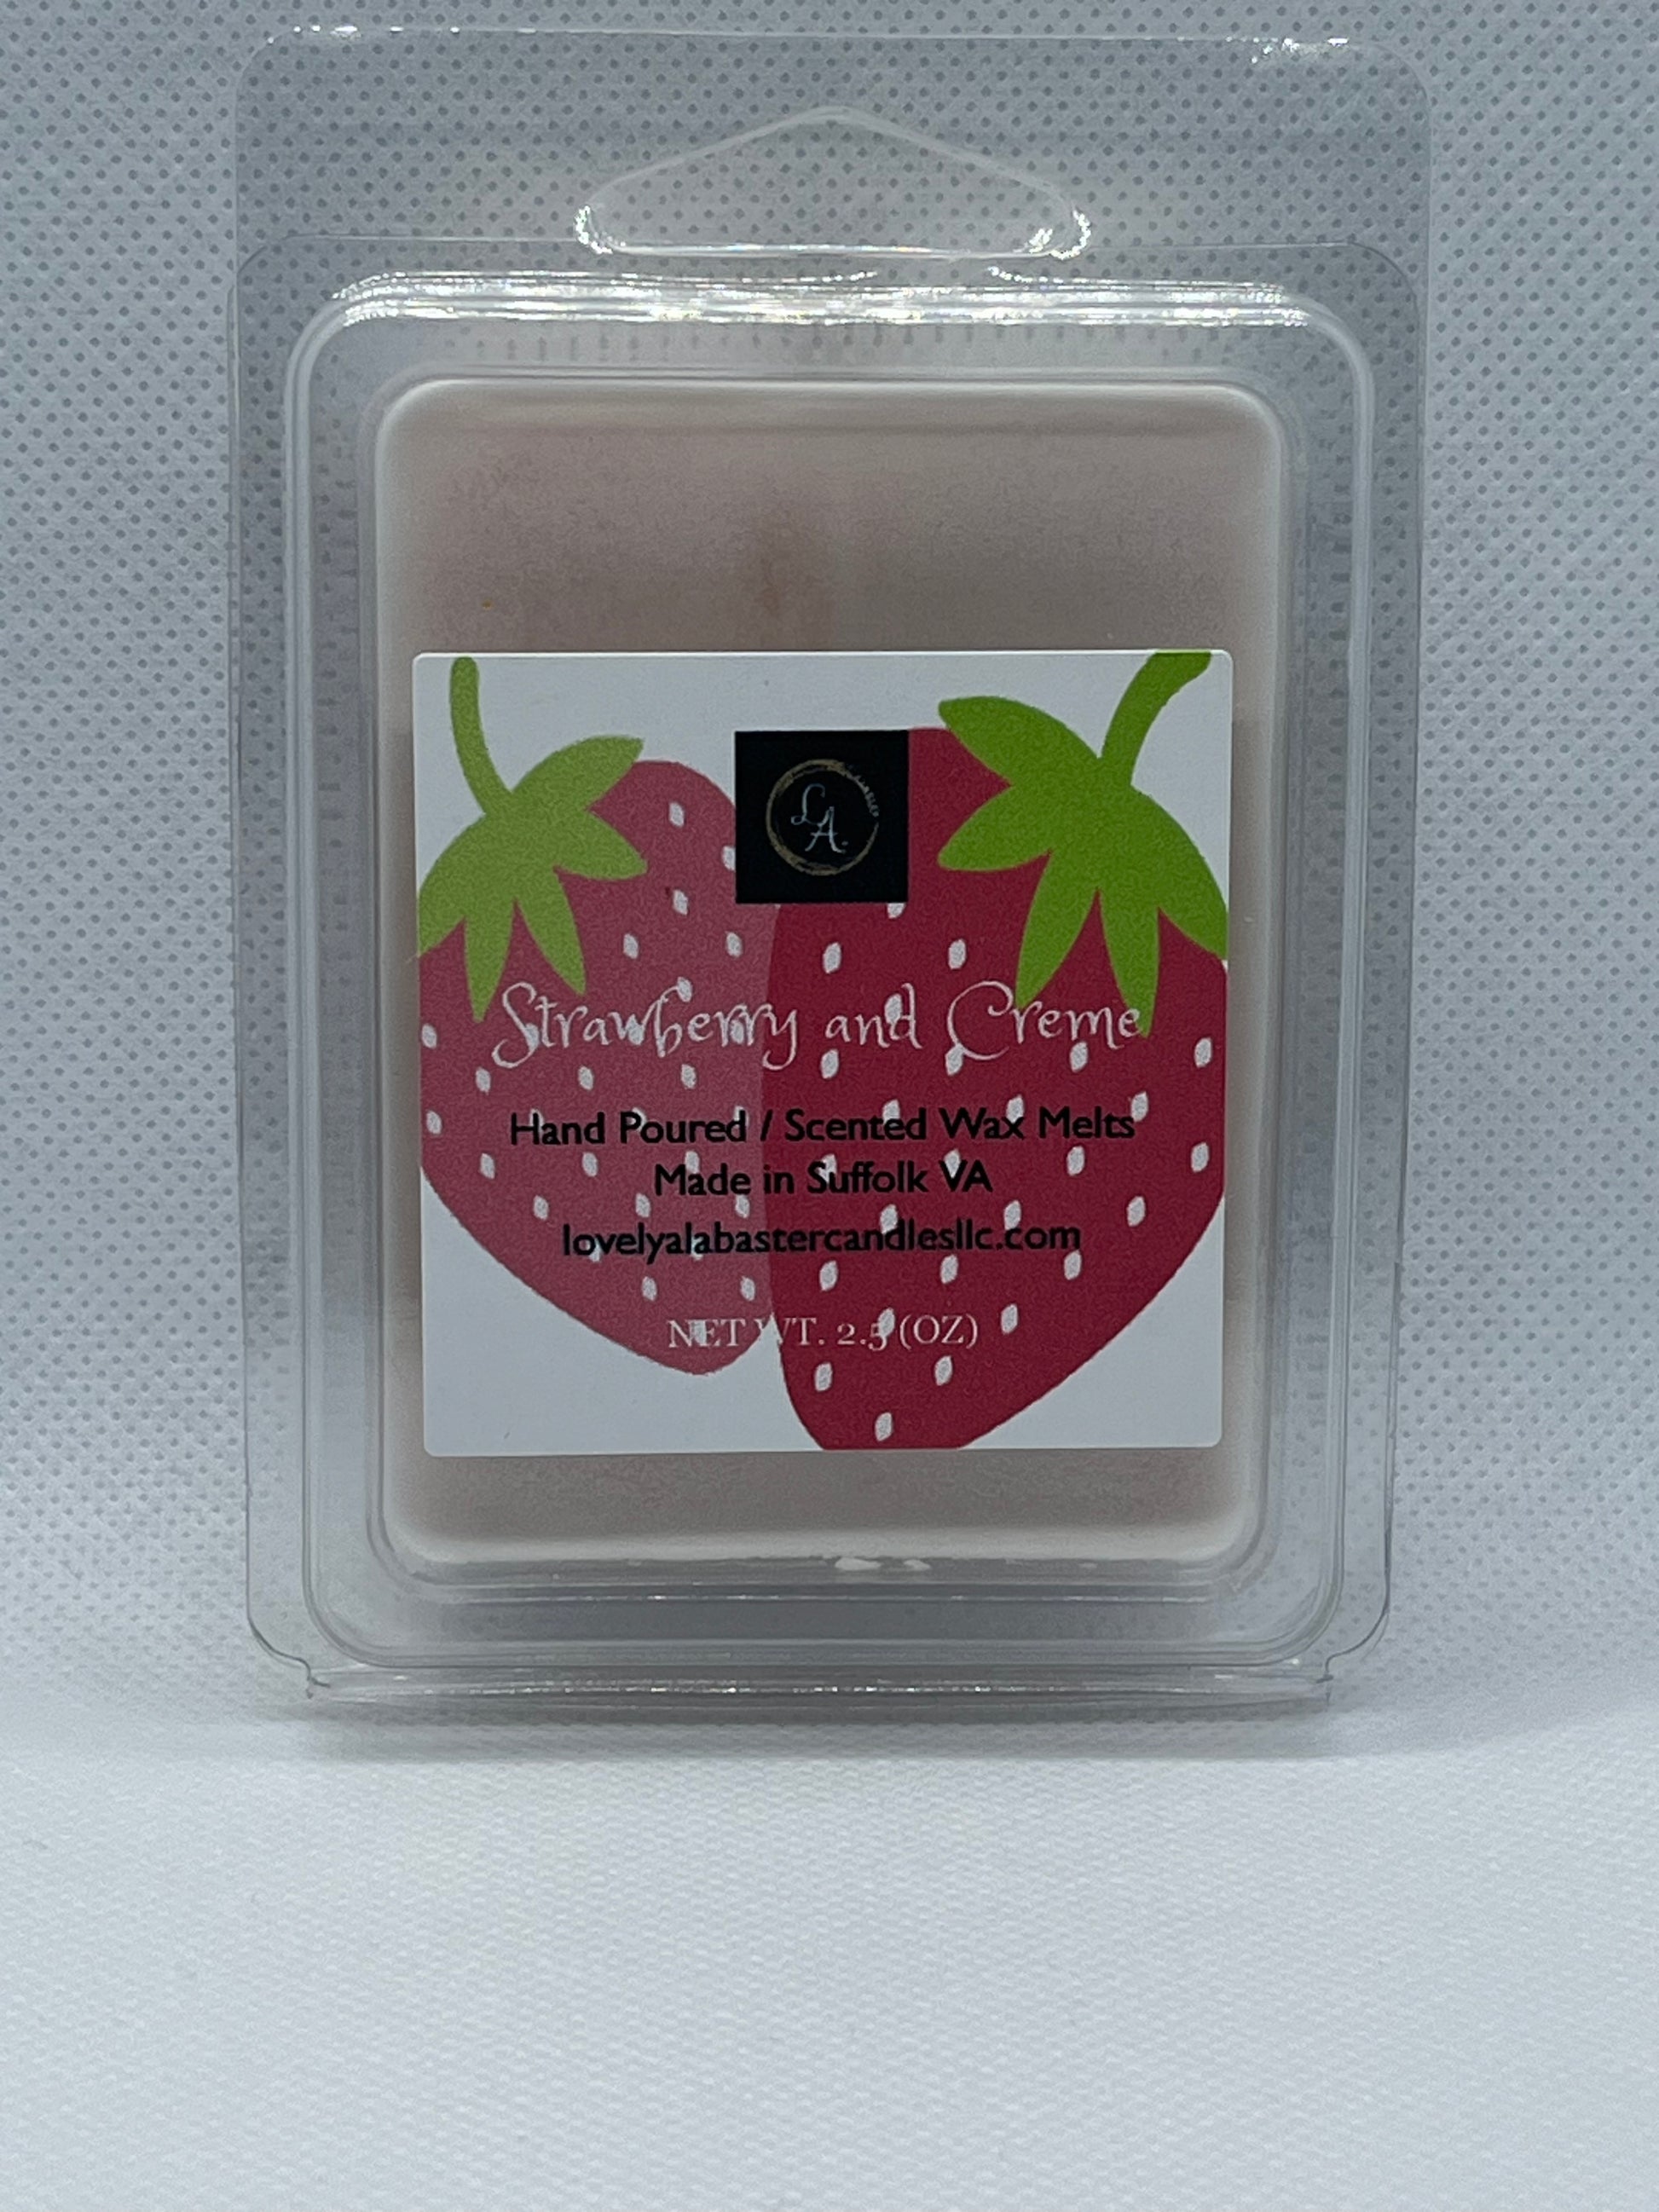 L
A.
Strawberry and Creme
Hand Poured / Scented Wax Melts
Made in Suffolk VA
lovelyalabastercandlesllc.com
NET WT. 2.5 (OZ)